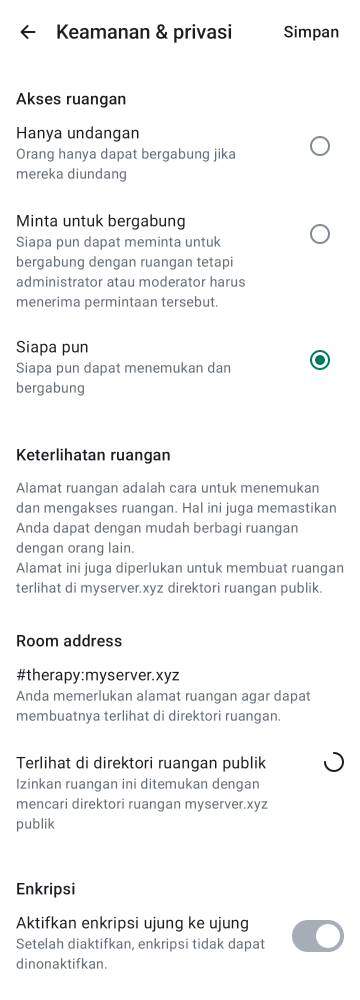 Keamanan & privasi
Simpan
Akses ruangan
Hanya undangan
Orang hanya dapat bergabung jika
mereka diundang
Minta untuk bergabung
Siapa pun dapat meminta untuk
bergabung dengan ruangan tetapi
administrator atau moderator harus
menerima permintaan tersebut.
Siapa pun
Siapa pun dapat menemukan dan
bergabung
Keterlihatan ruangan
Alamat ruangan adalah cara untuk menemukan
dan mengakses ruangan. Hal ini juga memastikan
Anda dapat dengan mudah berbagi ruangan
dengan orang lain.
Alamat ini juga diperlukan untuk membuat ruangan
terlihat di myserver.xyz direktori ruangan publik.
Room address
#therapy:myserver.xyz
Anda memerlukan alamat ruangan agar dapat
membuatnya terlihat di direktori ruangan.
Terlihat di direktori ruangan publik
Izinkan ruangan ini ditemukan dengan
mencari direktori ruangan myserver.xyz
publik
Enkripsi
Aktifkan enkripsi ujung ke ujung
Setelah diaktifkan, enkripsi tidak dapat
dinonaktifkan.